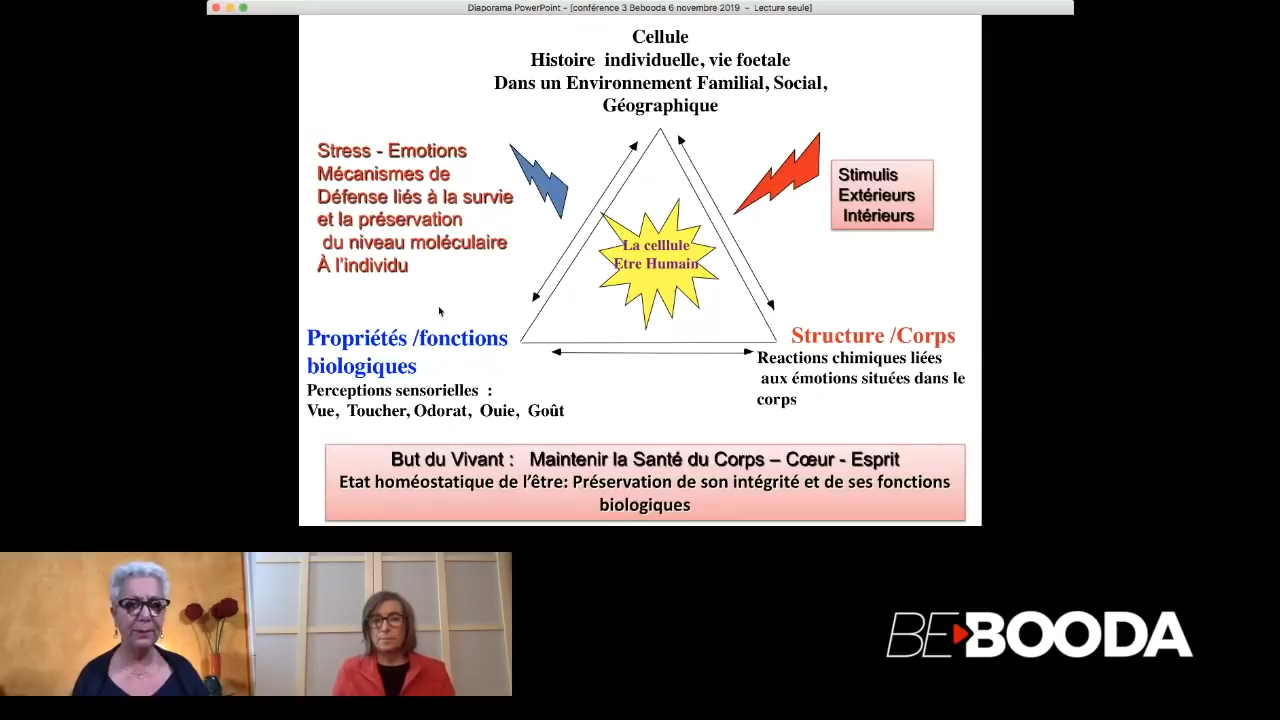 Diaporama PowerPoint - [conférence 3 Bebooda 6 novembre 2019 - Lecture seule]
Cellule
Histoire individuelle, vie foetale
Dans un Environnement Familial, Social,
Géographique
Stress - Emotions
Mécanismes de
Défense liés à la survie
et la préservation
du niveau moléculaire
À l'individu
Stimulis
Extérieurs
Intérieurs
La celllule
Etre Humain
Propriétés /fonctions
biologiques
Perceptions sensorielles :
Vue, Toucher, Odorat, Ouie, Goût
Structure /Corps
Reactions chimiques liées
aux émotions situées dans le
corps
But du Vivant : Maintenir la Santé du Corps – Cœur - Esprit
Etat homéostatique de l'être: Préservation de son intégrité et de ses fonctions
biologiques
BEBOODA